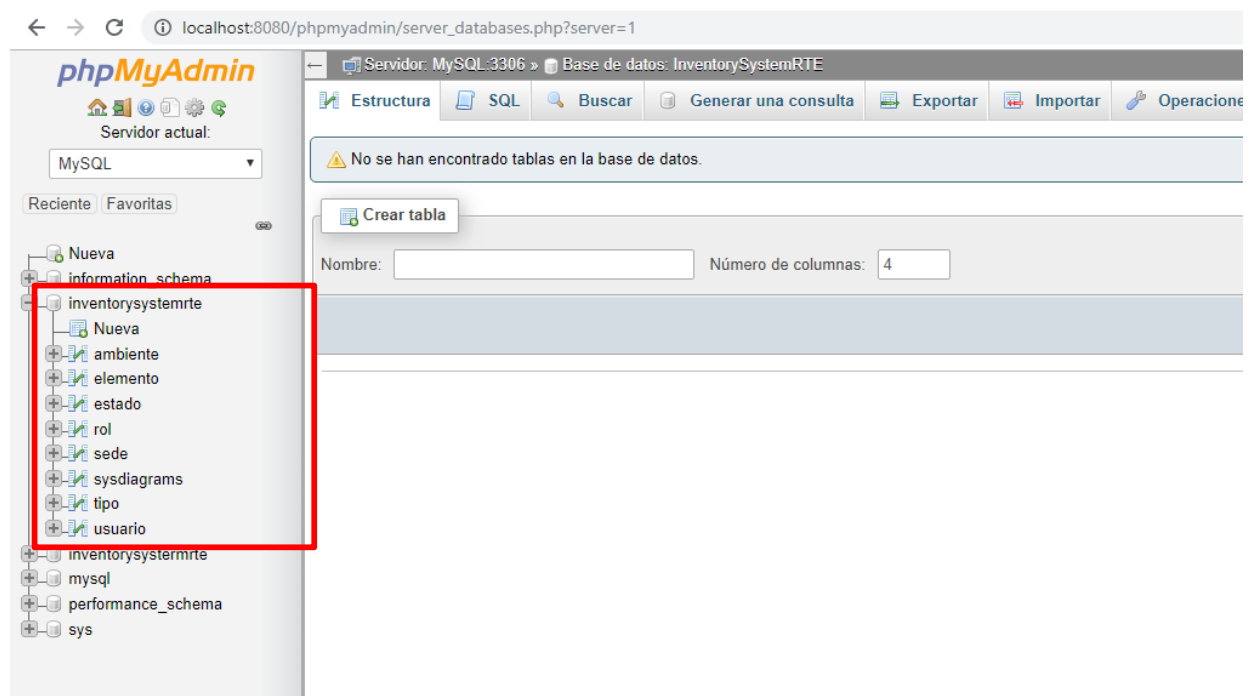 localhost:8080/phpmyadmin/server_databases.php?server=1
phpMyAdmin
Servidor actual:
MySQL
Reciente Favoritas
Nueva
information_schema
inventorysystemrte
Nueva
ambiente
elemento
estado
rol
sede
sysdiagrams
tipo
usuario
inventorysystermrte
mysql
performance_schema
sys
Servidor: MySQL:3306 » Base de datos: InventorySystemRTE
Estructura SQL Buscar Generar una consulta Exportar Importar Operacione
No se han encontrado tablas en la base de datos.
Crear tabla
Nombre: Número de columnas: 4